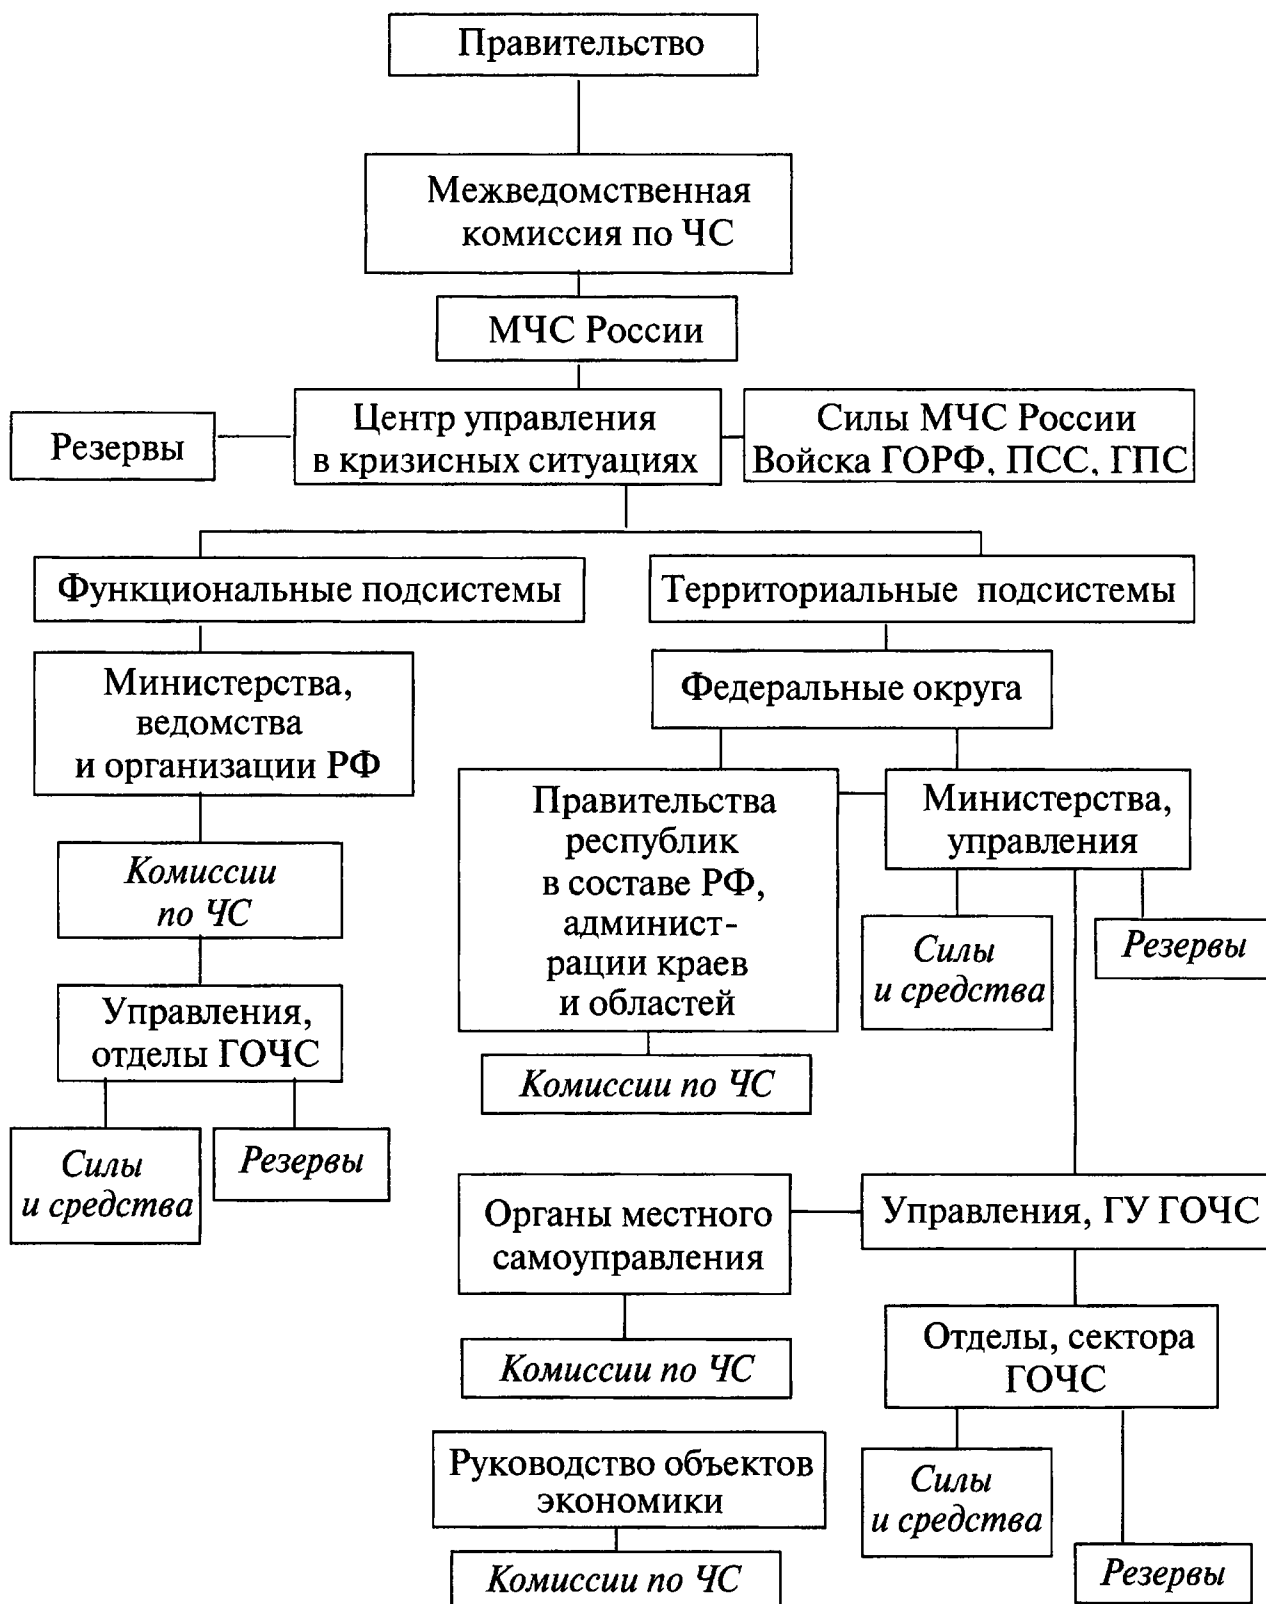 Правительство
Межведомственная
комиссия по ЧС
МЧС России
Резервы
Центр управления
в кризисных ситуациях
Силы МЧС России
Войска ГОРФ, ПСС, ГПС
Функциональные подсистемы
Территориальные подсистемы
Министерства,
ведомства
и организации РФ
Федеральные округа
Комиссии
по ЧС
Правительства
республик
в составе РФ,
админист-
рации краев
и областей
Министерства,
управления
Силы
и средства
Резервы
Управления,
отделы ГОЧС
Комиссии по ЧС
Силы
и средства
Резервы
Органы местного
самоуправления
Управления, ГУ ГОЧС
Комиссии по ЧС
Отделы, сектора
ГОЧС
Руководство объектов
экономики
Силы
и средства
Комиссии по ЧС
Резервы